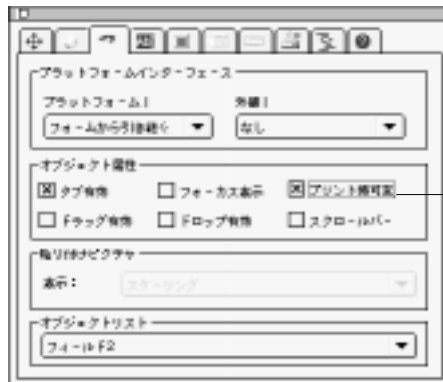 プラットフォームインターフェース
プラットフォーム：
外観：
フォームから引き継ぐ
なし
オブジェクト属性
タブ有効
フォーカス表示
プリント時可変
ドラッグ有効
ドロップ有効
スクロールバー
貼り付けピクチャ
表示：
スケーリング
オブジェクトリスト
フィールド2